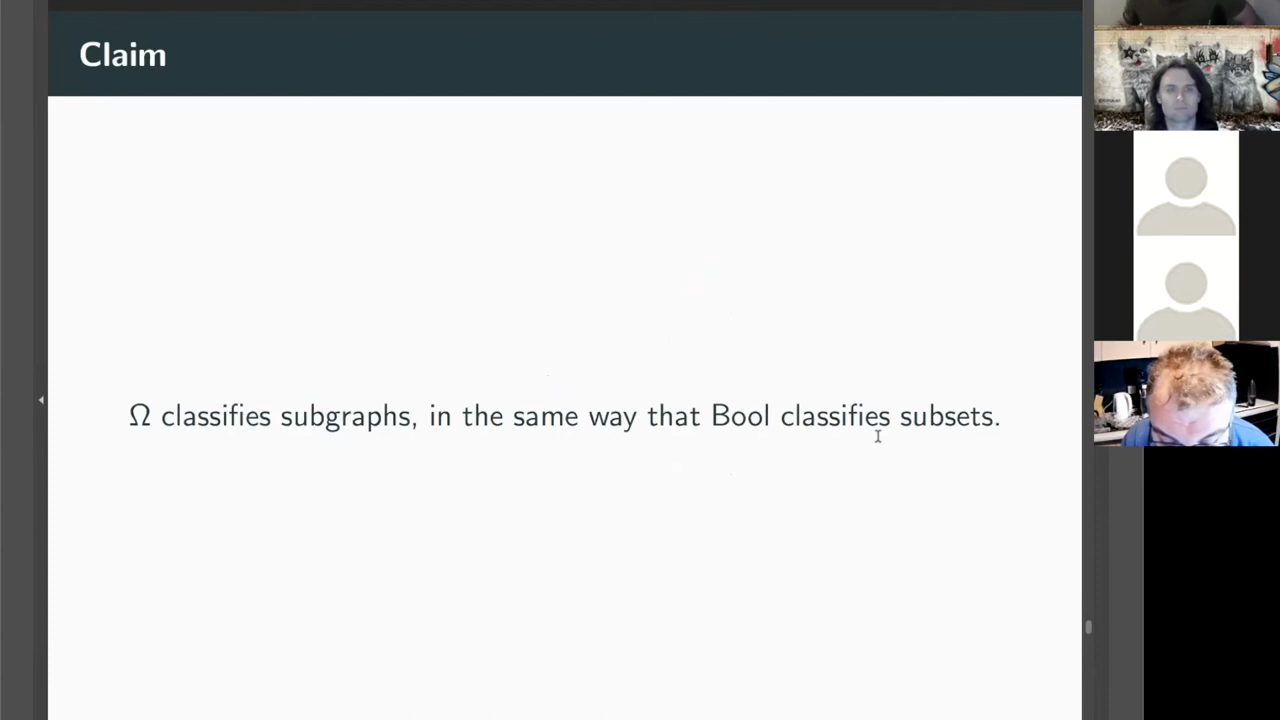 Claim
Ω classifies subgraphs, in the same way that Bool classifies subsets.